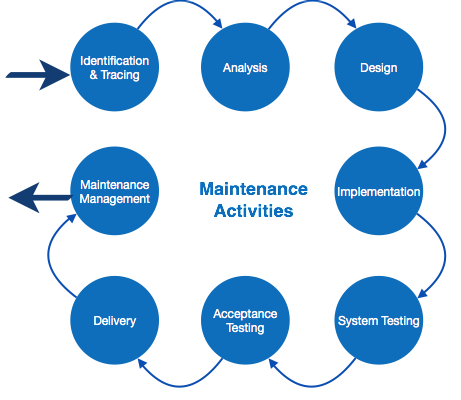 Identification
& Tracing
Analysis
Design
Maintenance
Management
Maintenance
Activities
Implementation
Delivery
Acceptance
Testing
System Testing